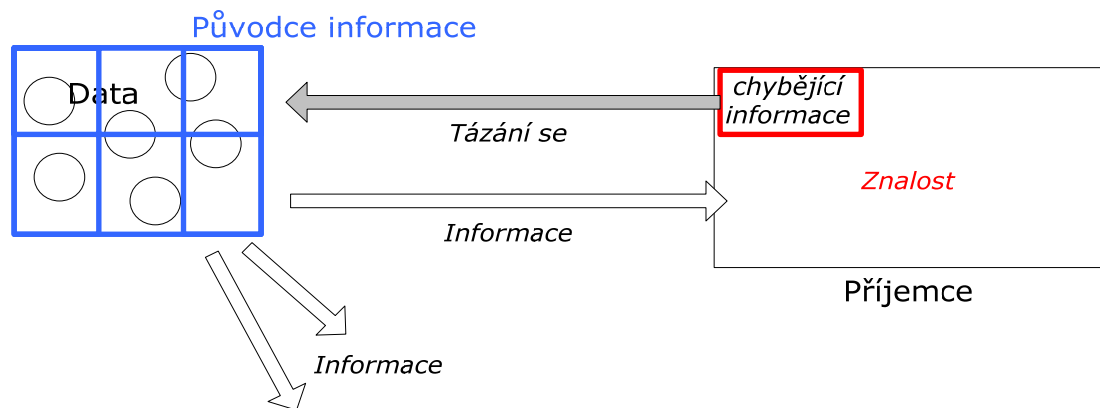 Původce informace
Data
chybějící
informace
Tázání se
Znalost
Informace
Příjemce
Informace